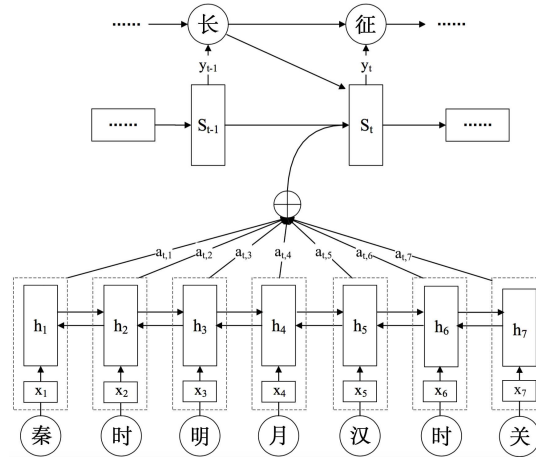 …… 长 征 ……
yt-1 yt
…… St-1 St ……
at,1 at,2 at,3 at,4 at,5 at,6 at,7
h1 h2 h3 h4 h5 h6 h7
x1 x2 x3 x4 x5 x6 x7
秦 时 明 月 汉 时 关